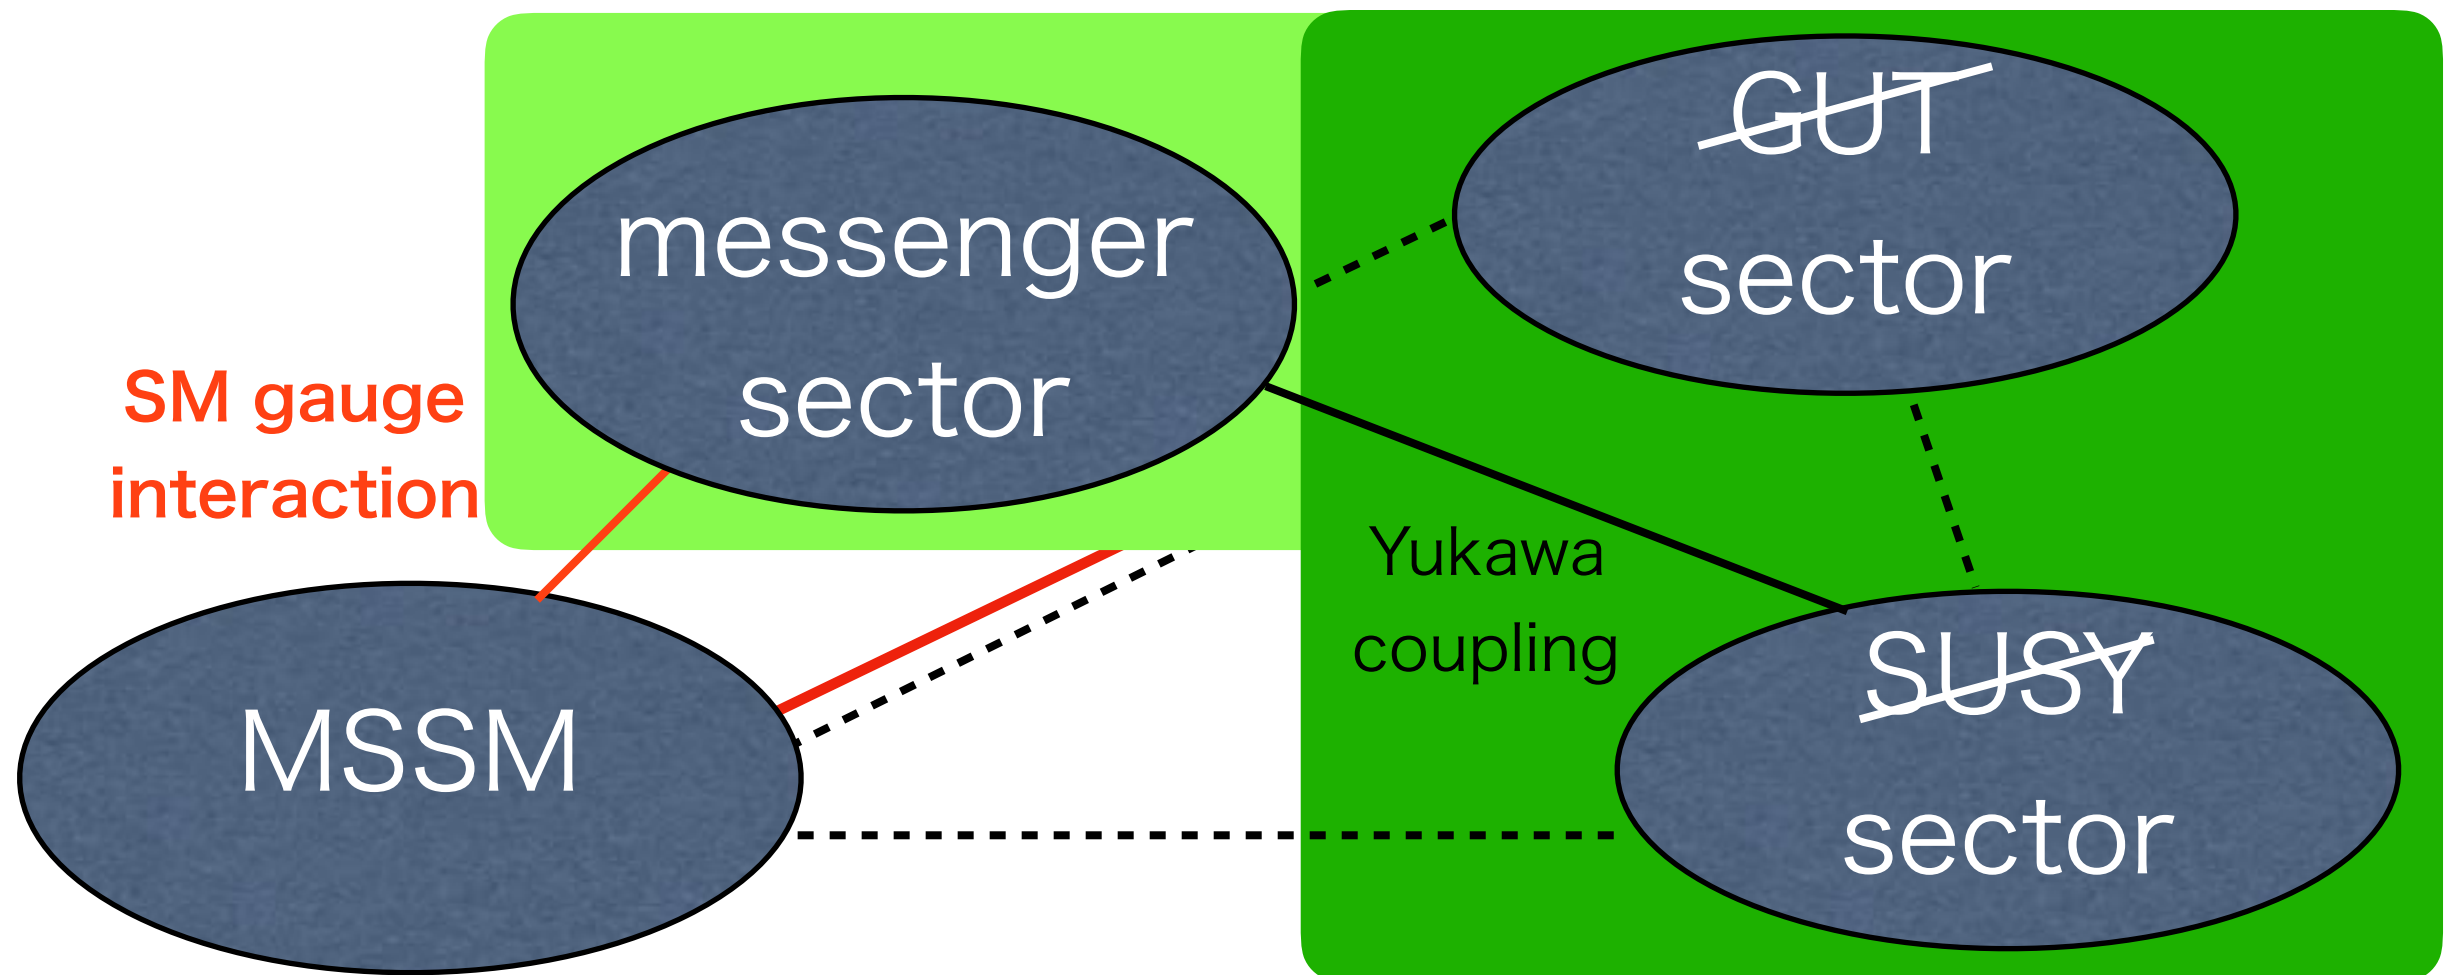 GUT
sector
messenger
sector
SM gauge
interaction
Yukawa
coupling
MSSM
SUSY
sector